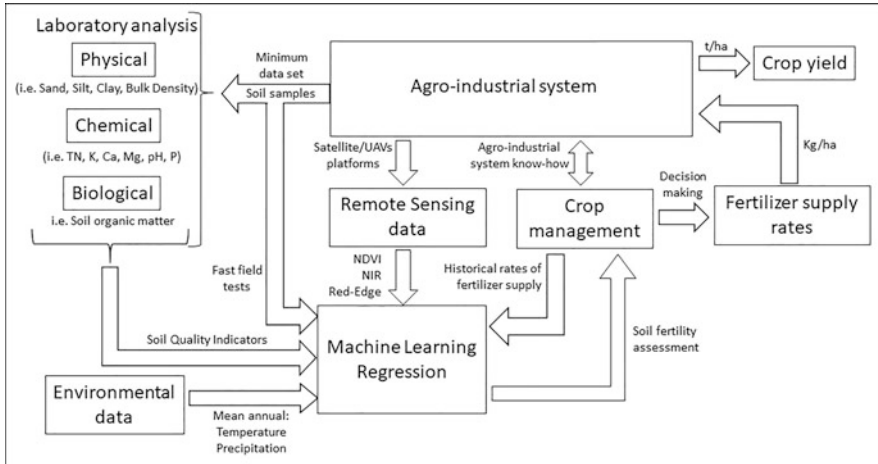 Laboratory analysis
Physical
(i.e. Sand, Silt, Clay, Bulk Density)
Chemical
(i.e. TN, K, Ca, Mg, pH, P)
Biological
i.e. Soil organic matter
Minimum
data set
Soil samples
Agro-industrial system
t/ha
Crop yield
Kg/ha
Satellite/UAVs
platforms
Agro-industrial
system know-how
Decision
making
Remote Sensing
data
Crop
management
Fertilizer supply
rates
NDVI
NIR
Red-Edge
Historical rates of
fertilizer supply
Fast field
tests
Soil Quality Indicators
Machine Learning
Regression
Soil fertility
assessment
Environmental
data
Mean annual:
Temperature
Precipitation